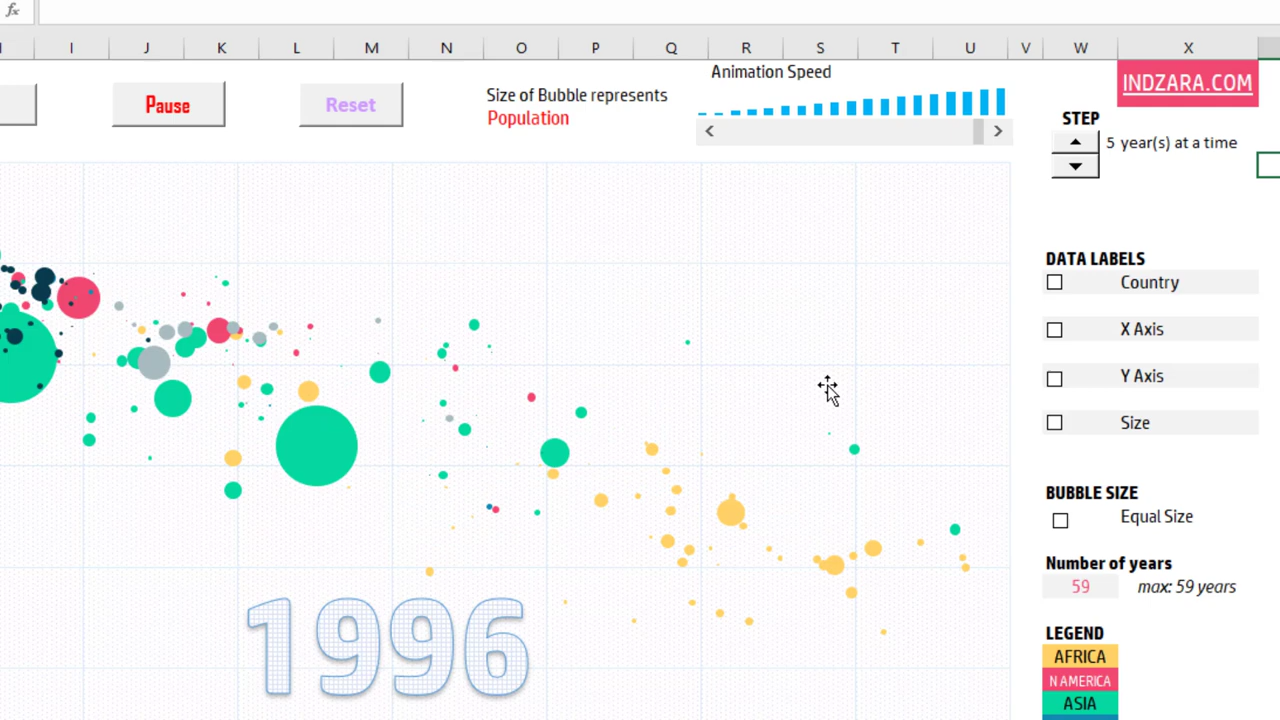 fx
I J K L M N O P Q R S T U V W X
Pause
Reset
Size of Bubble represents
Population
Animation Speed
INDZARA.COM
STEP
5 year(s) at a time
DATA LABELS
Country
X Axis
Y Axis
Size
BUBBLE SIZE
Equal Size
Number of years
59 max: 59 years
1996
LEGEND
AFRICA
N AMERICA
ASIA